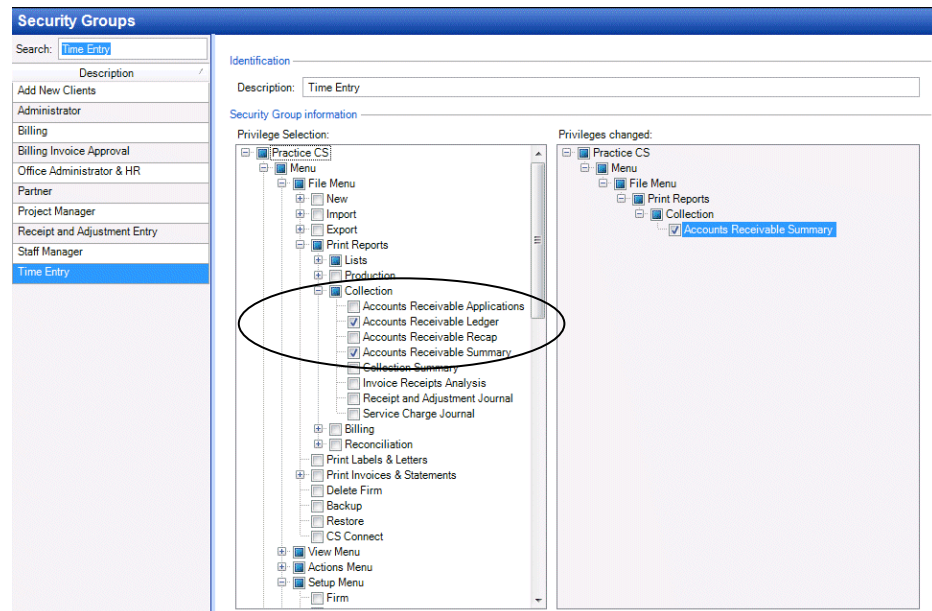 Security Groups
Search: Time Entry
Description
Add New Clients
Administrator
Billing
Billing Invoice Approval
Office Administrator & HR
Partner
Project Manager
Receipt and Adjustment Entry
Staff Manager
Time Entry
Identification
Description: Time Entry
Security Group information
Privilege Selection:
Practice CS
Menu
File Menu
New
Import
Export
Print Reports
Lists
Production
Collection
Accounts Receivable Applications
Accounts Receivable Ledger
Accounts Receivable Recap
Accounts Receivable Summary
Collection Summary
Invoice Receipts Analysis
Receipt and Adjustment Journal
Service Charge Journal
Billing
Reconciliation
Print Labels & Letters
Print Invoices & Statements
Delete Firm
Backup
Restore
CS Connect
View Menu
Actions Menu
Setup Menu
Firm
Privileges changed:
Practice CS
Menu
File Menu
Print Reports
Collection
Accounts Receivable Summary